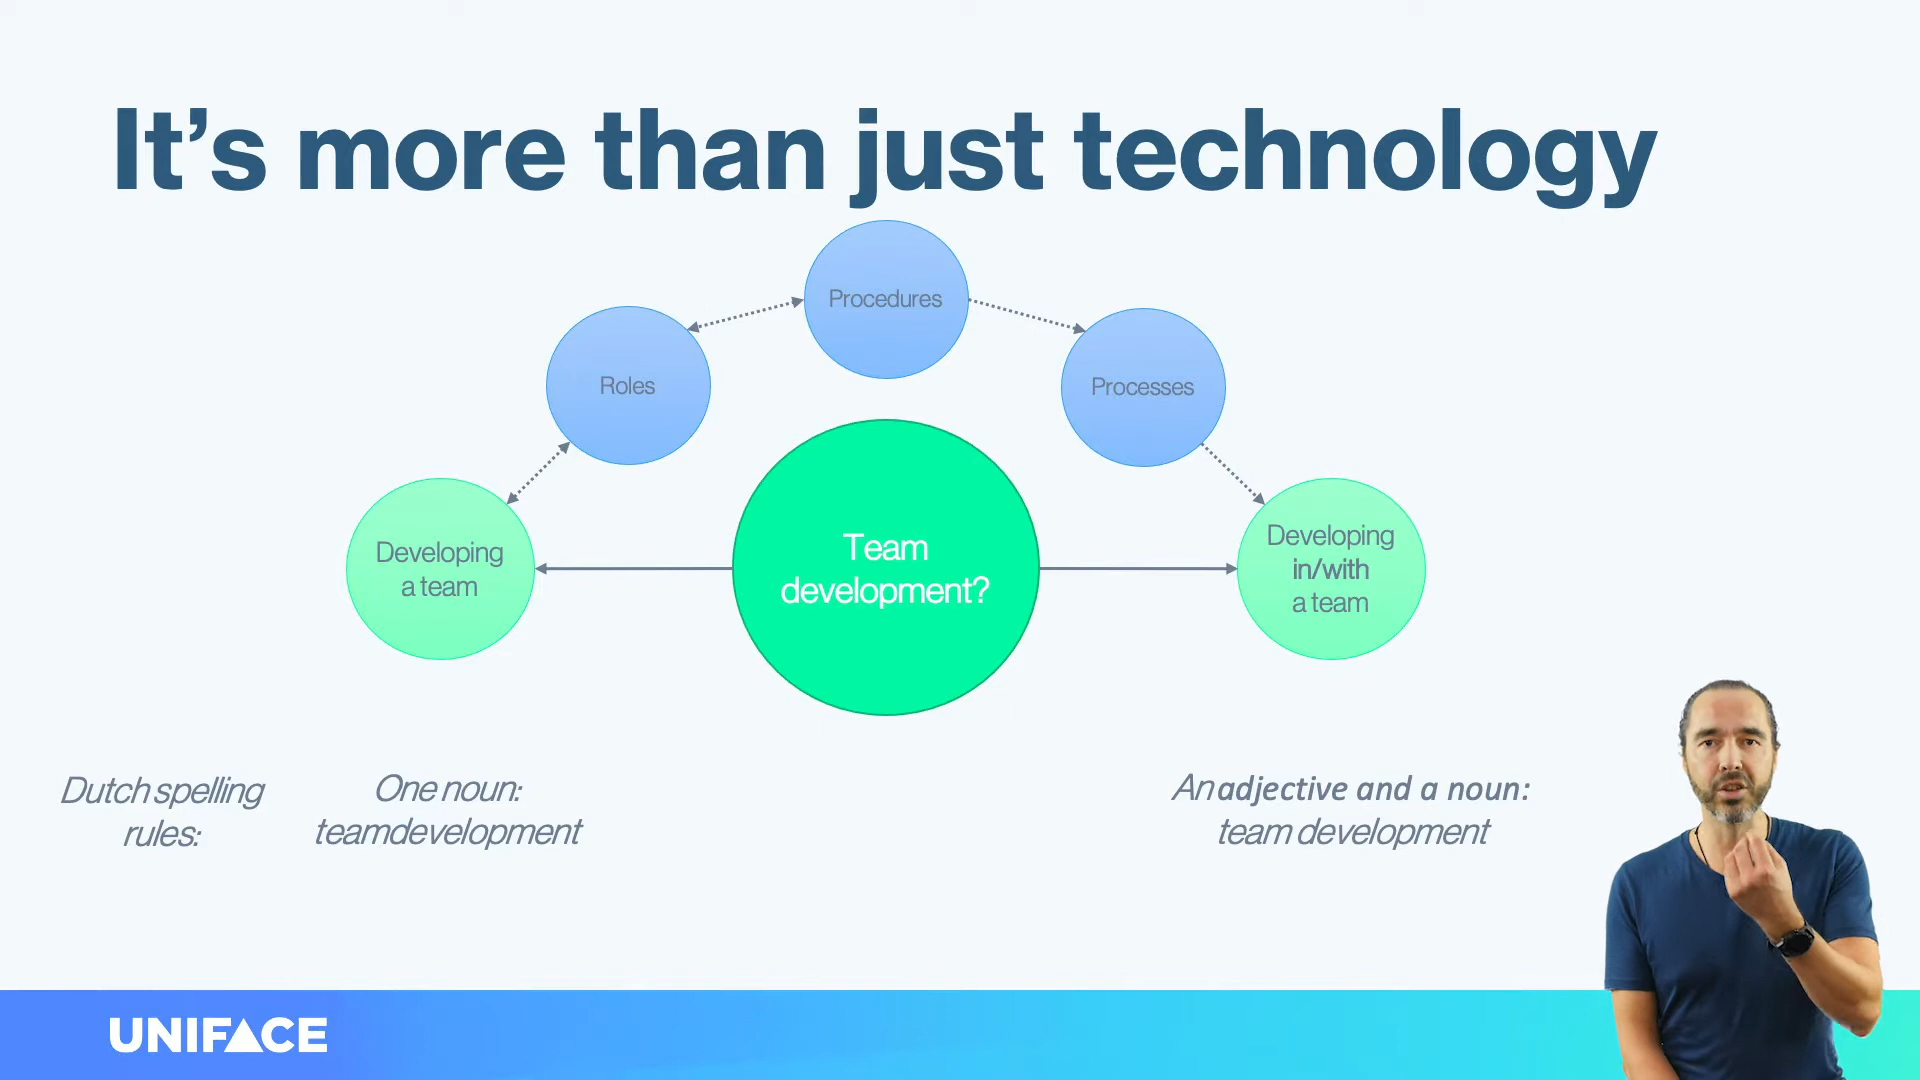 It’s more than just technology
Procedures
Roles
Processes
Developing
a team
Team
development?
Developing
in/with
a team
Dutch spelling
rules:
One noun:
teamdevelopment
An adjective and a noun:
team development
UNIFACE